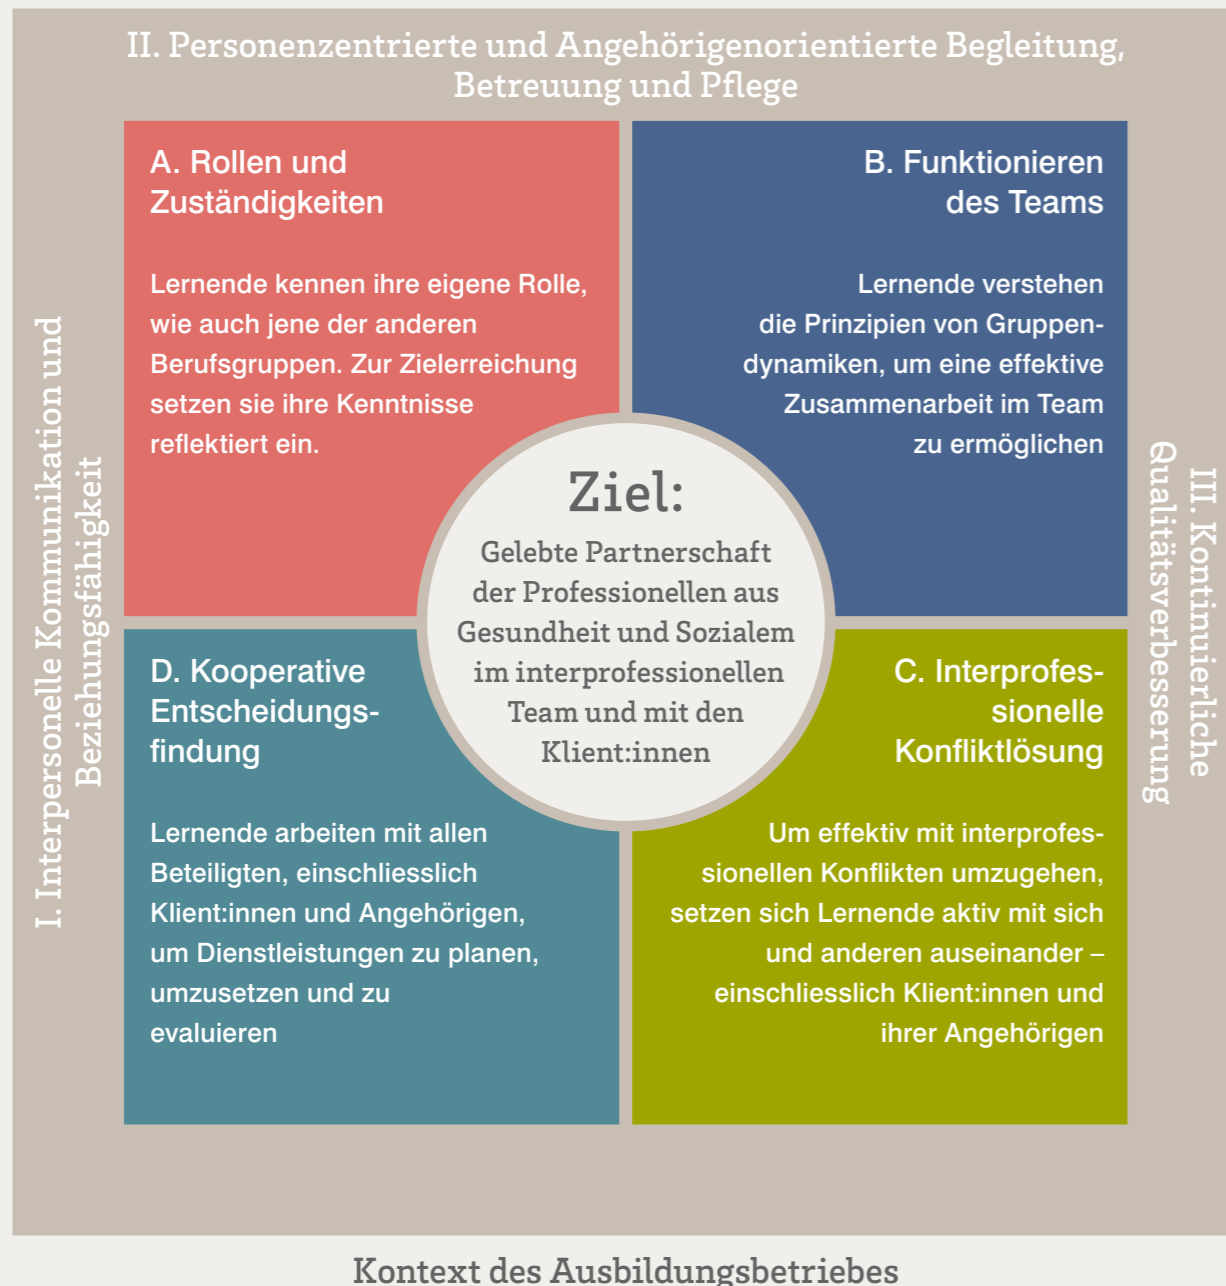 II. Personenzentrierte und Angehörigenorientierte Begleitung,
Betreuung und Pflege
I. Interpersonelle Kommunikation und
Beziehungsfähigkeit
A. Rollen und
Zuständigkeiten
Lernende kennen ihre eigene Rolle,
wie auch jene der anderen
Berufsgruppen. Zur Zielerreichung
setzen sie ihre Kenntnisse
reflektiert ein.
B. Funktionieren
des Teams
Lernende verstehen
die Prinzipien von Gruppen-
dynamiken, um eine effektive
Zusammenarbeit im Team
zu ermöglichen
III. Kontinuierliche
Qualitätsverbesserung
Ziel:
Gelebte Partnerschaft
der Professionellen aus
Gesundheit und Sozialem
im interprofessionellen
Team und mit den
Klient:innen
D. Kooperative
Entscheidungs-
findung
Lernende arbeiten mit allen
Beteiligten, einschliesslich
Klient:innen und Angehörigen,
um Dienstleistungen zu planen,
umzusetzen und zu
evaluieren
C. Interprofes-
sionelle
Konfliktlösung
Um effektiv mit interprofes-
sionellen Konflikten umzugehen,
setzen sich Lernende aktiv mit sich
und anderen auseinander –
einschliesslich Klient:innen und
ihrer Angehörigen
Kontext des Ausbildungsbetriebes